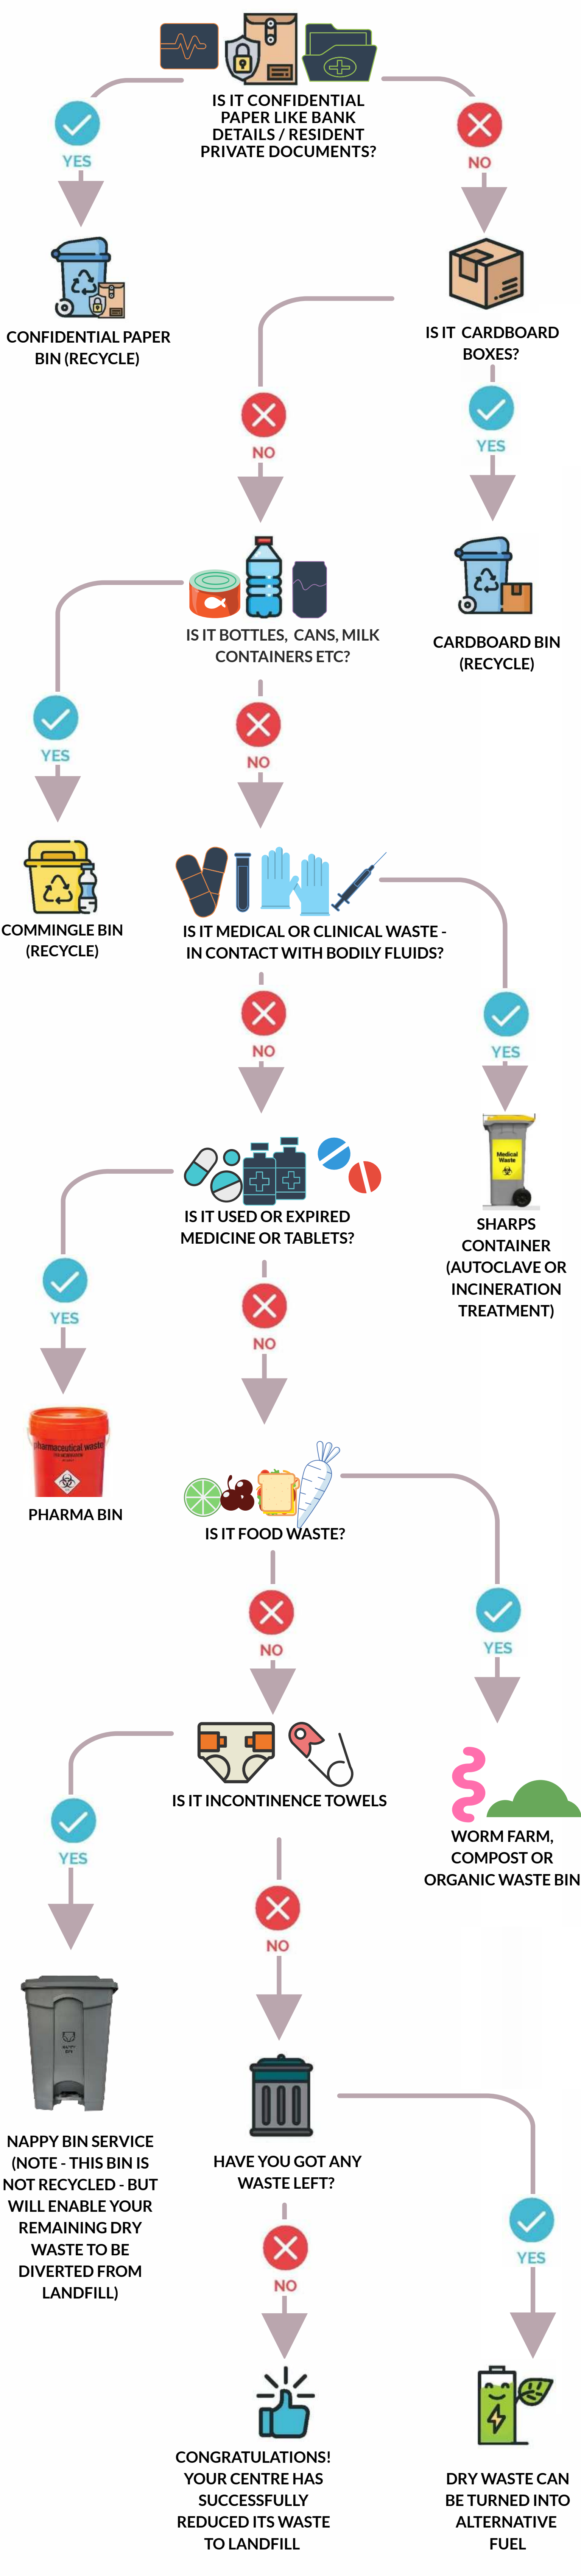 IS IT CONFIDENTIAL
PAPER LIKE BANK
DETAILS / RESIDENT
PRIVATE DOCUMENTS?
YES
NO
CONFIDENTIAL PAPER
BIN (RECYCLE)
IS IT CARDBOARD
BOXES?
NO
YES
CARDBOARD BIN
(RECYCLE)
IS IT BOTTLES, CANS, MILK
CONTAINERS ETC?
YES
NO
COMMINGLE BIN
(RECYCLE)
IS IT MEDICAL OR CLINICAL WASTE -
IN CONTACT WITH BODILY FLUIDS?
NO
YES
Medical
Waste
SHARPS
CONTAINER
(AUTOCLAVE OR
INCINERATION
TREATMENT)
IS IT USED OR EXPIRED
MEDICINE OR TABLETS?
YES
NO
pharmaceutical waste
PHARMA BIN
IS IT FOOD WASTE?
NO
YES
WORM FARM,
COMPOST OR
ORGANIC WASTE BIN
IS IT INCONTINENCE TOWELS
YES
NO
NAPPY BIN SERVICE
(NOTE - THIS BIN IS
NOT RECYCLED - BUT
WILL ENABLE YOUR
REMAINING DRY
WASTE TO BE
DIVERTED FROM
LANDFILL)
HAVE YOU GOT ANY
WASTE LEFT?
NO
YES
CONGRATULATIONS!
YOUR CENTRE HAS
SUCCESSFULLY
REDUCED ITS WASTE
TO LANDFILL
DRY WASTE CAN
BE TURNED INTO
ALTERNATIVE
FUEL